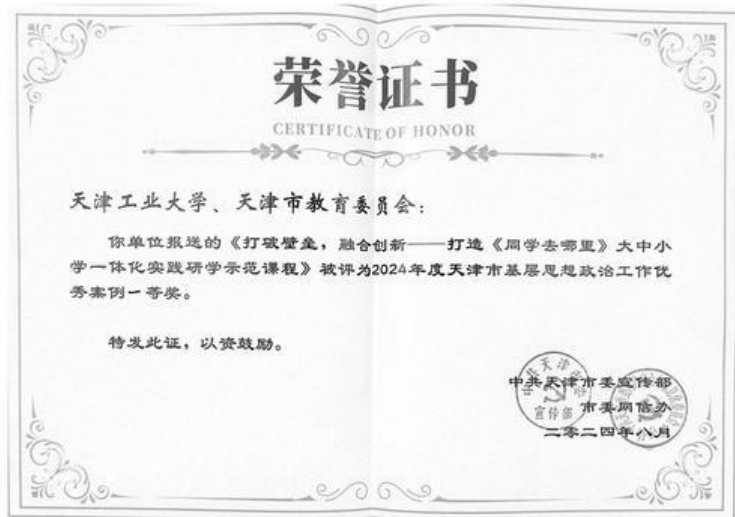 荣誉证书
CERTIFICATE OF HONOR
天津工业大学、天津市教育委员会：
你单位报送的《打破壁垒，融合创新——打造《同学去哪里》大中小
学一体化实践研学示范课程》被评为2024年度天津市基层思想政治工作优
秀案例一等奖。
特发此证，以资鼓励。
中共天津市委宣传部
市委网信办
二零二四年八月
宣传部